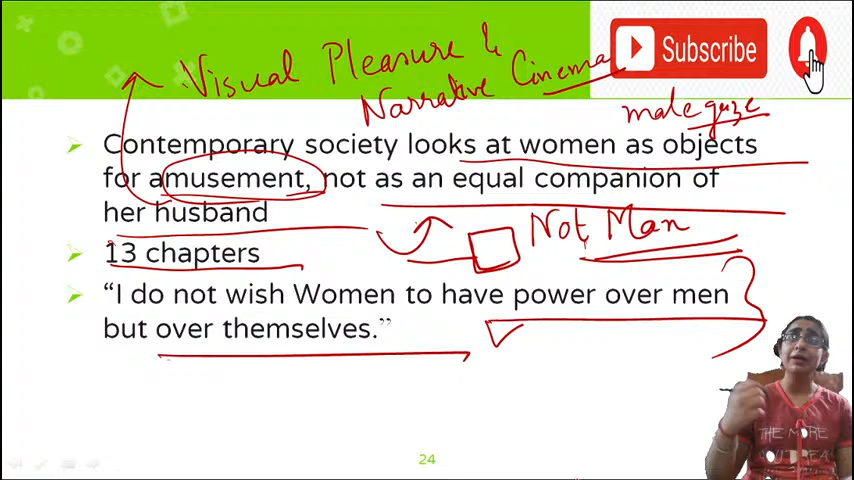 Subscribe
Visual Pleasure &
Narrative Cinema
male gaze
Contemporary society looks at women as objects
for amusement, not as an equal companion of
her husband
Not Man
13 chapters
“I do not wish Women to have power over men
but over themselves.”
THE MORE
24